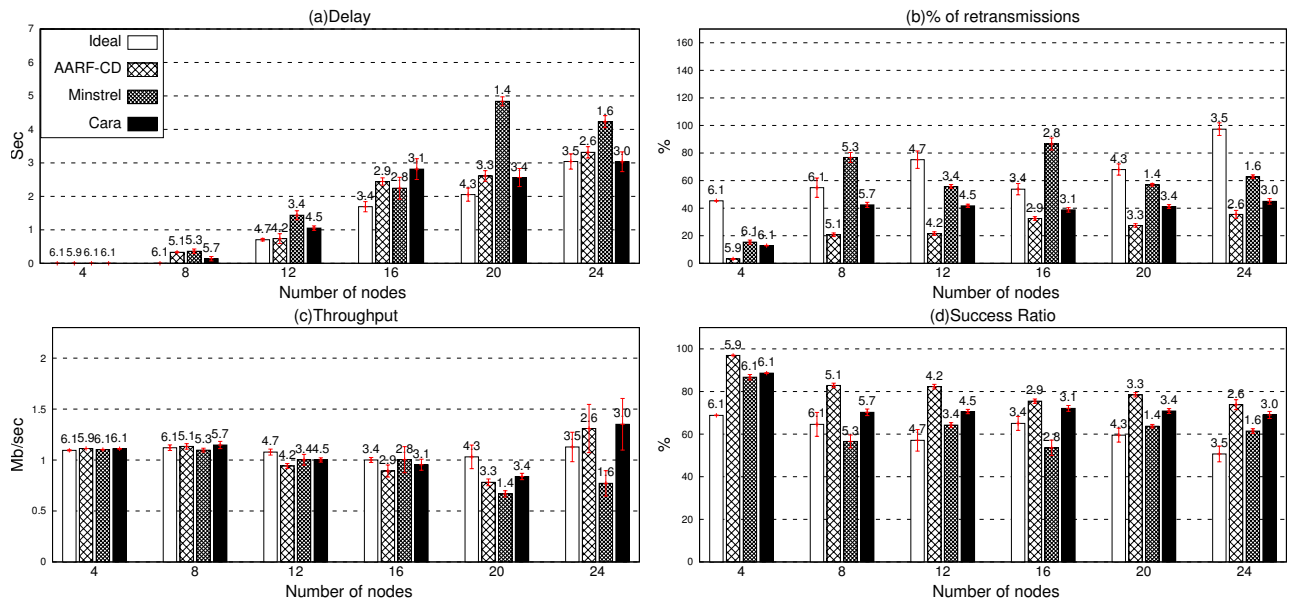 (a)Delay
7
6
5
4
3
2
1
0
Sec
Ideal
AARF-CD
Minstrel
Cara
6.1 5.9 6.1 6.1
6.1 5.1 5.3 5.7
4.7 4.2 3.4 4.5
3.4 2.9 2.8 3.1
4.3 3.3 1.4 3.4
3.5 2.6 1.6 3.0
4 8 12 16 20 24
Number of nodes
(b)% of retransmissions
160
140
120
100
80
60
40
20
0
%
6.1 5.9 6.1 6.1
6.1 5.1 5.3 5.7
4.7 4.2 3.4 4.5
3.4 2.9 2.8 3.1
4.3 3.3 1.4 3.4
3.5 2.6 1.6 3.0
4 8 12 16 20 24
Number of nodes
(c)Throughput
2
1.5
1
0.5
0
Mb/sec
6.1 5.9 6.1 6.1
6.1 5.1 5.3 5.7
4.7 4.2 3.4 4.5
3.4 2.9 2.8 3.1
4.3 3.3 1.4 3.4
3.5 2.6 1.6 3.0
4 8 12 16 20 24
Number of nodes
(d)Success Ratio
100
80
60
40
20
0
%
6.1 5.9 6.1 6.1
6.1 5.1 5.3 5.7
4.7 4.2 3.4 4.5
3.4 2.9 2.8 3.1
4.3 3.3 1.4 3.4
3.5 2.6 1.6 3.0
4 8 12 16 20 24
Number of nodes